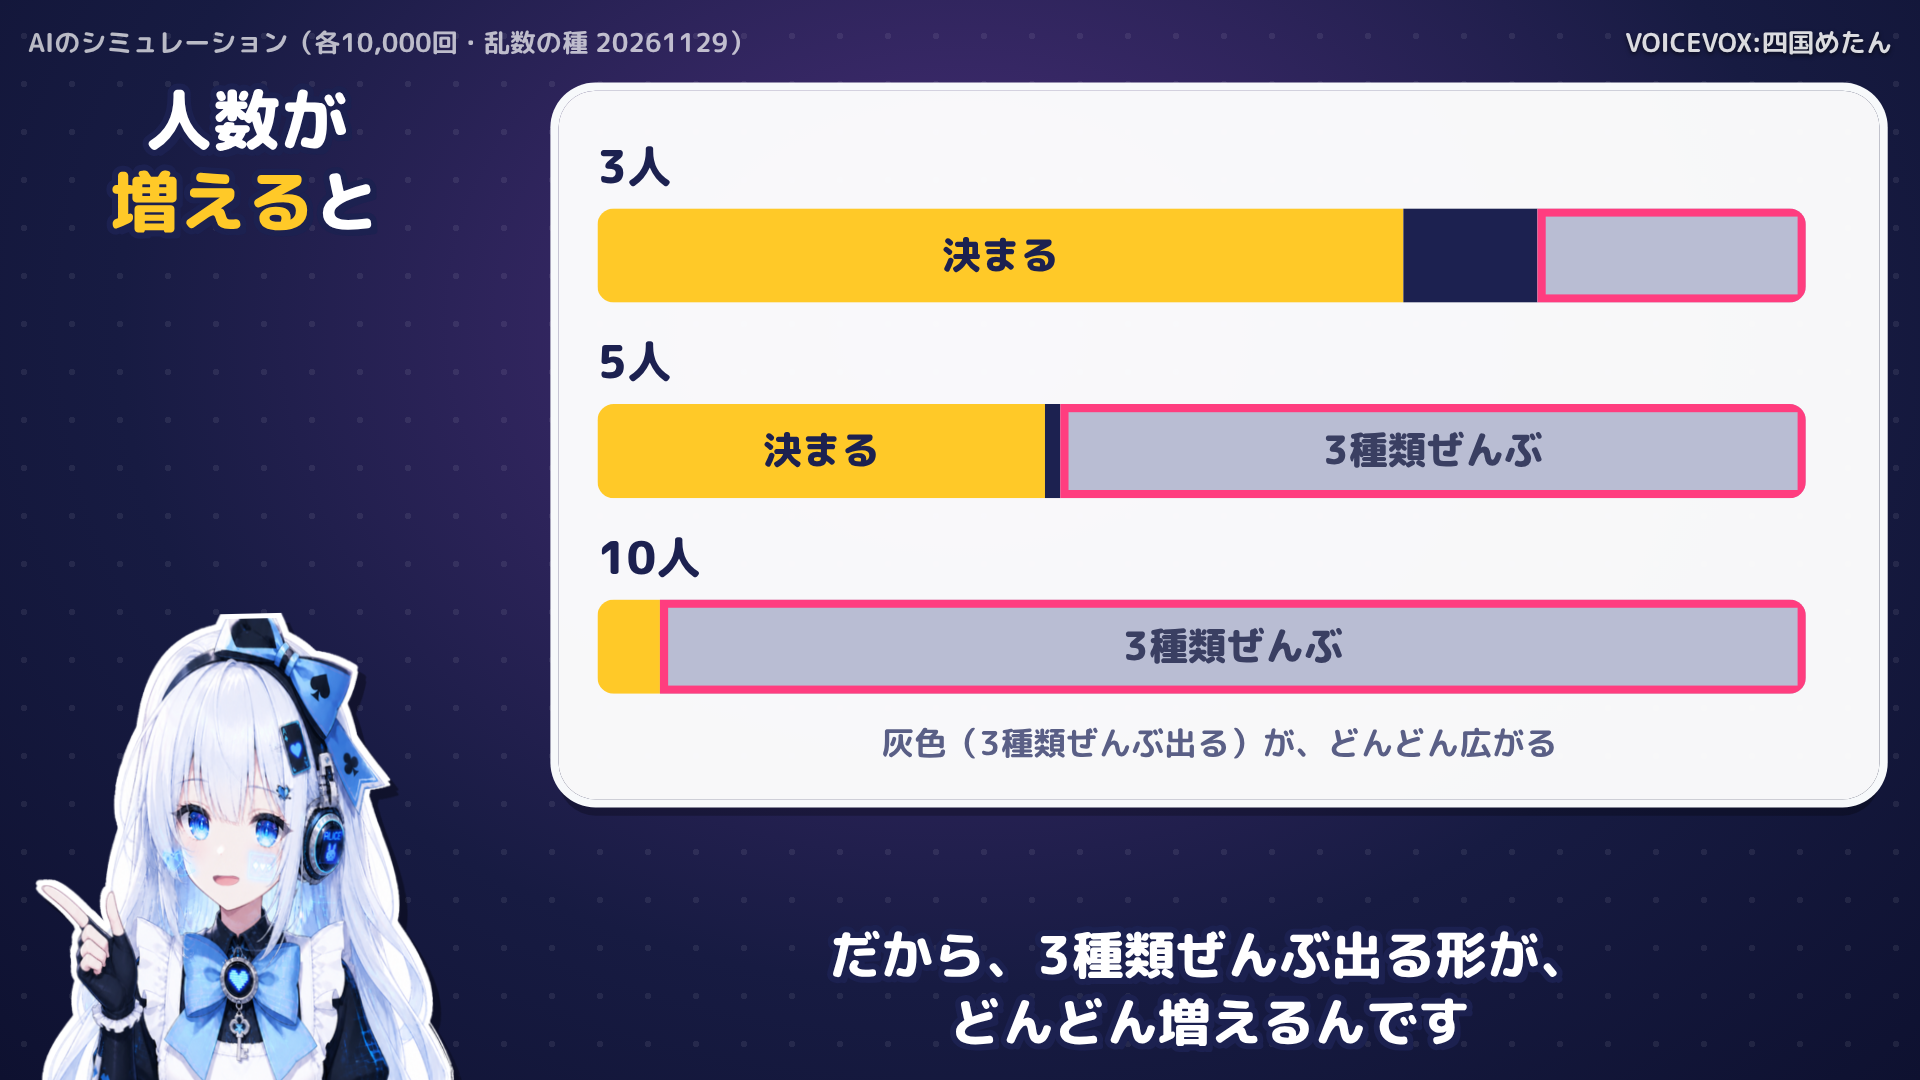 AIのシミュレーション（各10,000回・乱数の種 20261129）
VOICEVOX:四国めたん
人数が
増えると
3人
決まる
5人
決まる
3種類ぜんぶ
10人
3種類ぜんぶ
灰色（3種類ぜんぶ出る）が、どんどん広がる
だから、3種類ぜんぶ出る形が、
どんどん増えるんです